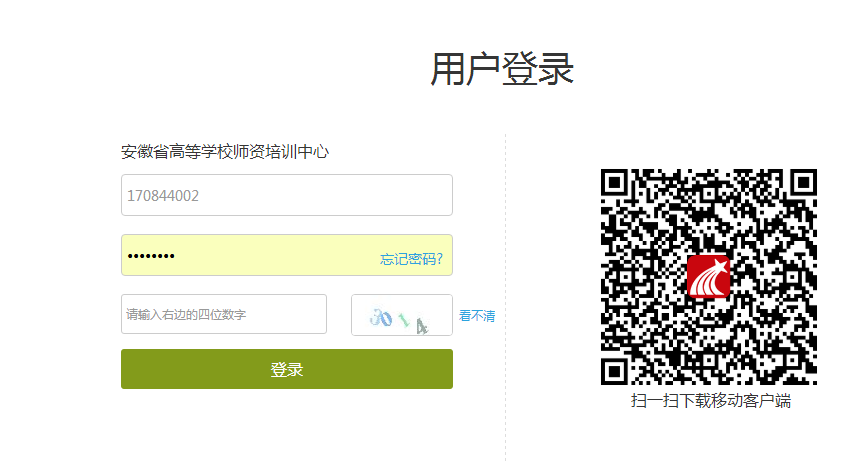 用户登录
安徽省高等学校师资培训中心
170844002
••••••••
忘记密码?
请输入右边的四位数字
看不清
登录
扫一扫下载移动客户端